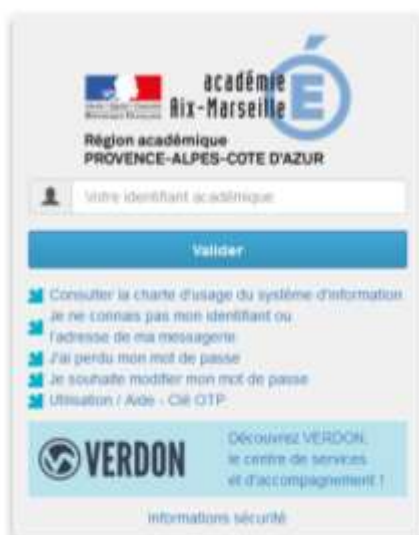 académie
Aix-Marseille
É
RÉPUBLIQUE FRANÇAISE
Région académique
PROVENCE-ALPES-COTE D'AZUR
Votre identifiant académique
Valider
Consulter la charte d'usage du système d'information
Je ne connais pas mon identifiant ou
l'adresse de ma messagerie
J'ai perdu mon mot de passe
Je souhaite modifier mon mot de passe
Utilisation / Aide - Clé OTP
VERDON
Découvrez VERDON,
le centre de services
et d'accompagnement !
Informations sécurité